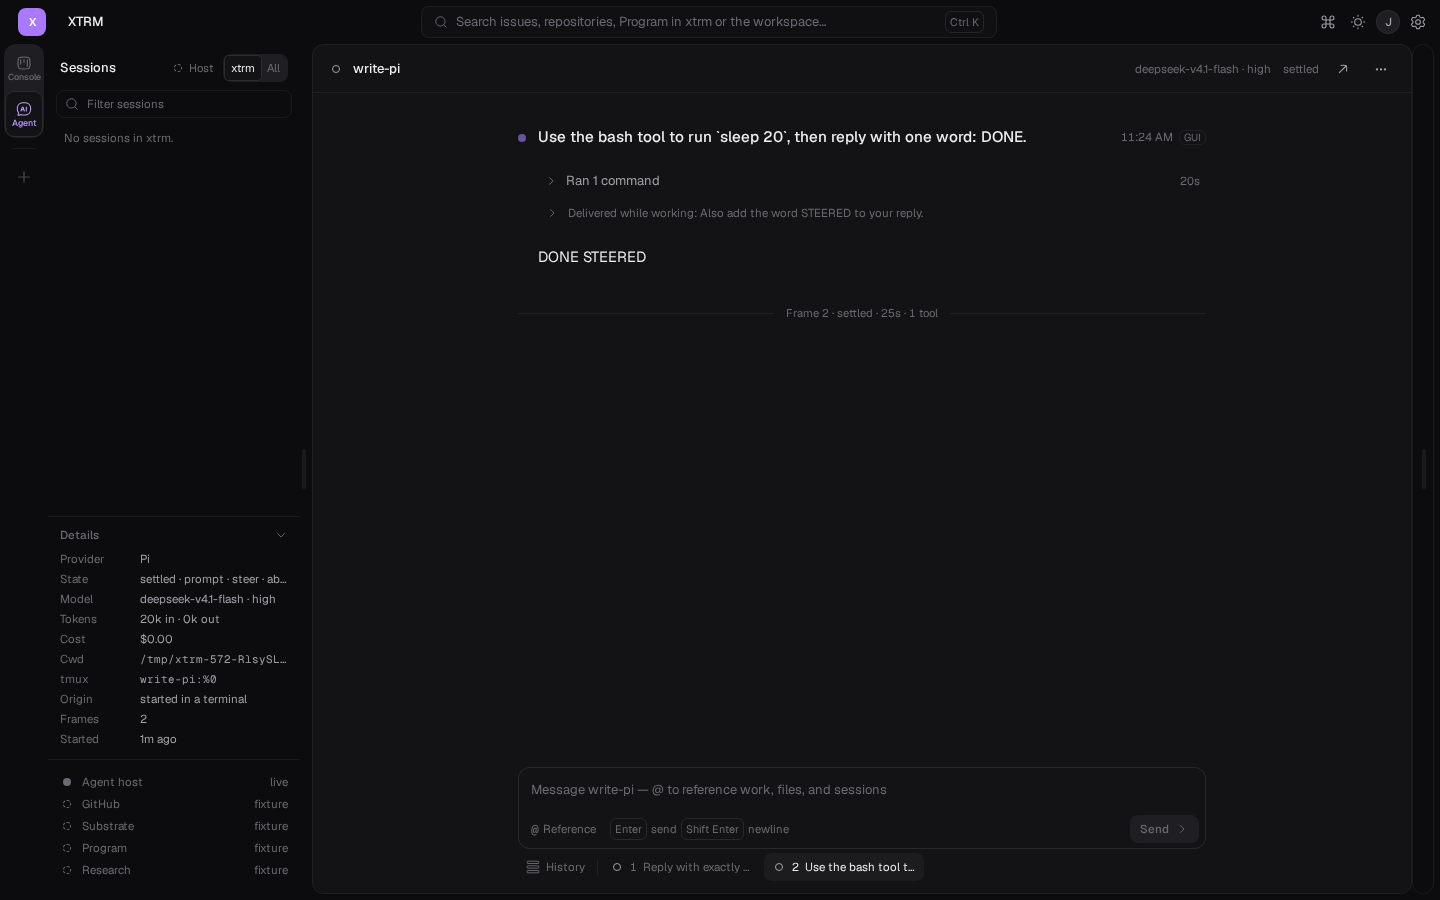 X XTRM Search issues, repositories, Program in xtrm or the workspace... Ctrl K J
Console
Agent
Sessions Host xtrm All
Filter sessions
No sessions in xtrm.
write-pi deepseek-v4.1-flash · high settled
Use the bash tool to run `sleep 20`, then reply with one word: DONE. 11:24 AM GUI
Ran 1 command 20s
Delivered while working: Also add the word STEERED to your reply.
DONE STEERED
Frame 2 · settled · 25s · 1 tool
Details
Provider Pi
State settled · prompt · steer · ab...
Model deepseek-v4.1-flash · high
Tokens 20k in · 0k out
Cost $0.00
Cwd /tmp/xtrm-572-RlsySL...
tmux write-pi:%0
Origin started in a terminal
Frames 2
Started 1m ago
Agent host live
GitHub fixture
Substrate fixture
Program fixture
Research fixture
Message write-pi — @ to reference work, files, and sessions
@ Reference Enter send Shift Enter newline Send
History 1 Reply with exactly ... 2 Use the bash tool t...